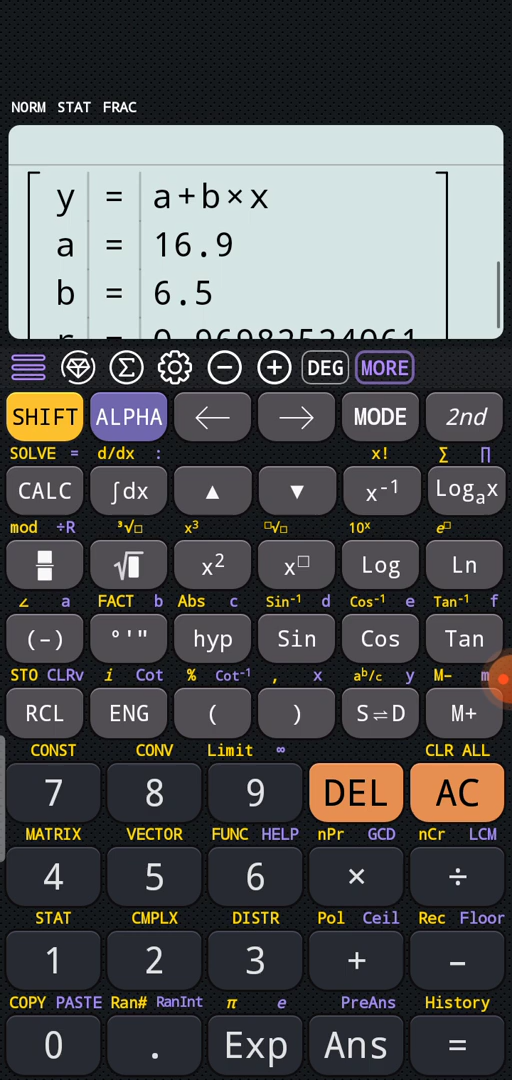 NORM STAT FRAC
y = a+b×x
a = 16.9
b = 6.5
r = 0.96983534061
DEG MORE
SHIFT ALPHA ← → MODE 2nd
SOLVE = d/dx : x! ∑ ∏
CALC ∫dx ▲ ▼ x⁻¹ Logₐx
mod ÷R ³√□ x³ □√□ 10ˣ e□
√ x² x□ Log Ln
∠ a FACT b Abs c Sin⁻¹ d Cos⁻¹ e Tan⁻¹ f
(−) °'" hyp Sin Cos Tan
STO CLRv i Cot % Cot⁻¹ , x aᵇ/c y M− m
RCL ENG ( ) S⇌D M+
CONST CONV Limit ∞ CLR ALL
7 8 9 DEL AC
MATRIX VECTOR FUNC HELP nPr GCD nCr LCM
4 5 6 × ÷
STAT CMPLX DISTR Pol Ceil Rec Floor
1 2 3 + −
COPY PASTE Ran# RanInt π e PreAns History
0 . Exp Ans =